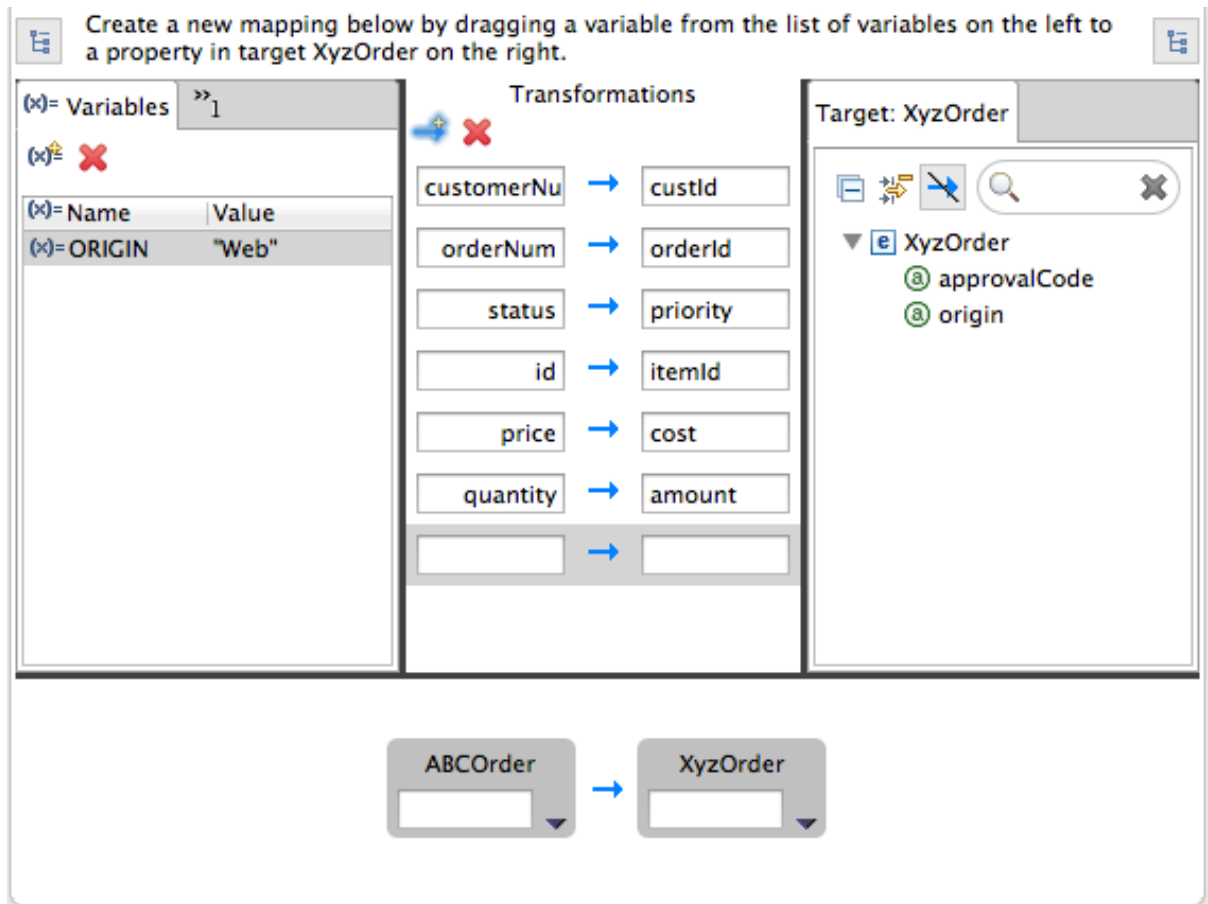 Create a new mapping below by dragging a variable from the list of variables on the left to
a property in target XyzOrder on the right.
(x)= Variables »1
Transformations
Target: XyzOrder
(x)=
(x)= Name Value
(x)= ORIGIN "Web"
customerNu → custId
orderNum → orderId
status → priority
id → itemId
price → cost
quantity → amount
→
e XyzOrder
a approvalCode
a origin
ABCOrder → XyzOrder